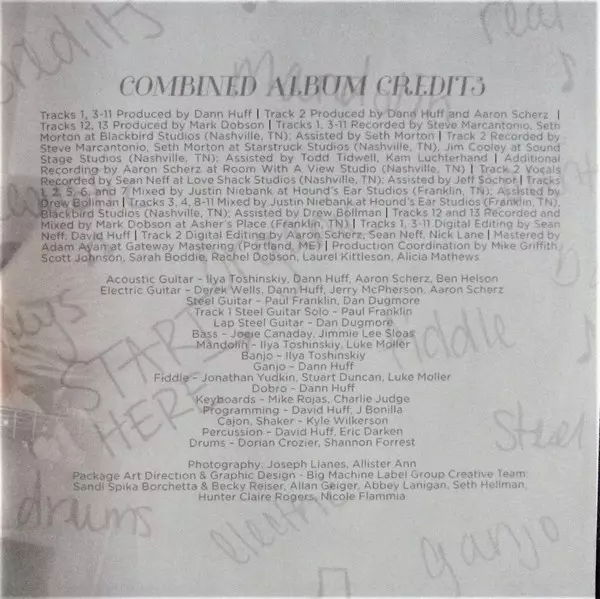 credits
Mandolin
real
COMBINED ALBUM CREDITS
Tracks 1, 3-11 Produced by Dann Huff | Track 2 Produced by Dann Huff and Aaron Scherz |
Tracks 12, 13 Produced by Mark Dobson | Tracks 1, 3-11 Recorded by Steve Marcantonio, Seth
Morton at Blackbird Studios (Nashville, TN); Assisted by Seth Morton | Track 2 Recorded by
Steve Marcantonio, Seth Morton at Starstruck Studios (Nashville, TN), Jim Cooley at Sound
Stage Studios (Nashville, TN); Assisted by Todd Tidwell, Kam Luchterhand | Additional
Recording by Aaron Scherz at Room With A View Studio (Nashville, TN) | Track 2 Vocals
Recorded by Sean Neff at Love Shack Studios (Nashville, TN); Assisted by Jeff Sochor | Tracks
1, 2, 5, 6, and 7 Mixed by Justin Niebank at Hound's Ear Studios (Franklin, TN); Assisted by
Drew Bollman | Tracks 3, 4, 8-11 Mixed by Justin Niebank at Hound's Ear Studios (Franklin, TN),
Blackbird Studios (Nashville, TN); Assisted by Drew Bollman | Tracks 12 and 13 Recorded and
Mixed by Mark Dobson at Asher's Place (Franklin, TN) | Tracks 1, 3-11 Digital Editing by Sean
Neff, David Huff | Track 2 Digital Editing by Aaron Scherz, Sean Neff, Nick Lane | Mastered by
Adam Ayan at Gateway Mastering (Portland, ME) | Production Coordination by Mike Griffith
Scott Johnson, Sarah Boddie, Rachel Dobson, Laurel Kittleson, Alicia Mathews
Acoustic Guitar - Ilya Toshinskiy, Dann Huff, Aaron Scherz, Ben Helson
Electric Guitar - Derek Wells, Dann Huff, Jerry McPherson, Aaron Scherz
Steel Guitar - Paul Franklin, Dan Dugmore
Track 1 Steel Guitar Solo - Paul Franklin
Lap Steel Guitar - Dan Dugmore
Bass - Joeie Canaday, Jimmie Lee Sloas
Mandolin - Ilya Toshinskiy, Luke Moller
Banjo - Ilya Toshinskiy
Ganjo - Dann Huff
Fiddle - Jonathan Yudkin, Stuart Duncan, Luke Moller
Dobro - Dann Huff
Keyboards - Mike Rojas, Charlie Judge
Programming - David Huff, J Bonilla
Cajon, Shaker - Kyle Wilkerson
Percussion - David Huff, Eric Darken
Drums - Dorian Crozier, Shannon Forrest
START
HERE
fiddle
Steel
Photography: Joseph Llanes, Allister Ann
Package Art Direction & Graphic Design - Big Machine Label Group Creative Team:
Sandi Spika Borchetta & Becky Reiser, Allan Geiger, Abbey Lanigan, Seth Hellman,
Hunter Claire Rogers, Nicole Flammia
drums
electric
ganjo